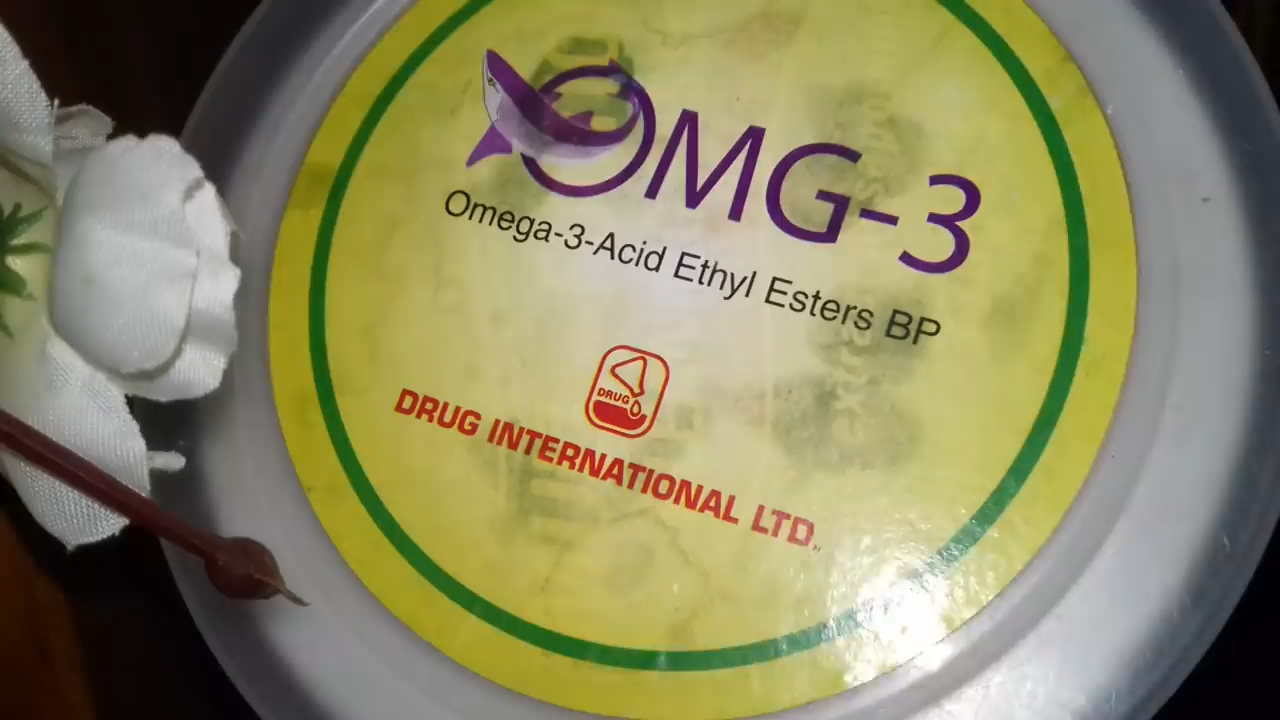 OMG-3
Omega-3-Acid Ethyl Esters BP
DRUG
DRUG INTERNATIONAL LTD.